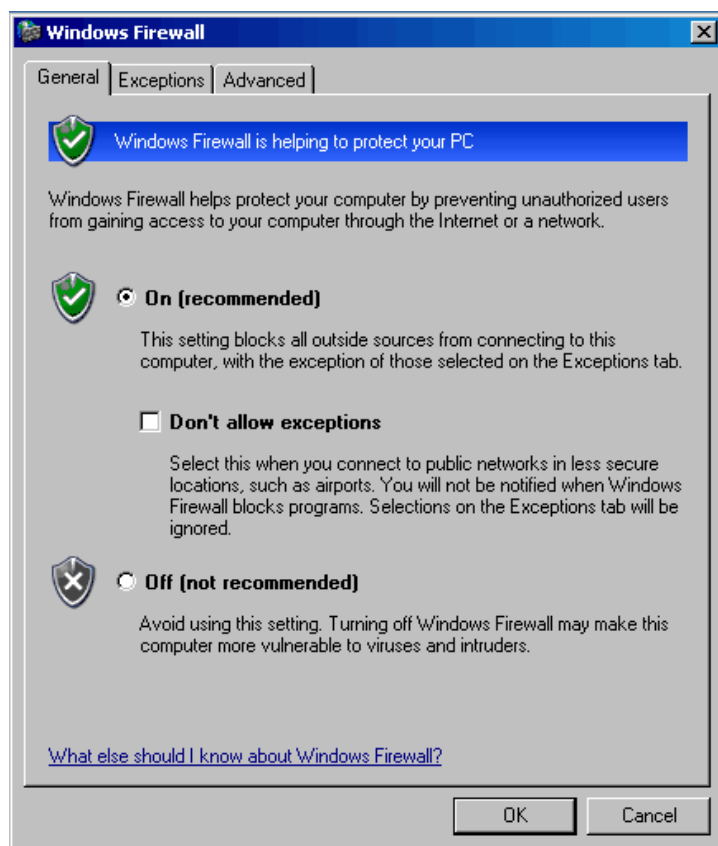 Windows Firewall
General
Exceptions
Advanced
Windows Firewall is helping to protect your PC
Windows Firewall helps protect your computer by preventing unauthorized users
from gaining access to your computer through the Internet or a network.
On (recommended)
This setting blocks all outside sources from connecting to this
computer, with the exception of those selected on the Exceptions tab.
Don't allow exceptions
Select this when you connect to public networks in less secure
locations, such as airports. You will not be notified when Windows
Firewall blocks programs. Selections on the Exceptions tab will be
ignored.
Off (not recommended)
Avoid using this setting. Turning off Windows Firewall may make this
computer more vulnerable to viruses and intruders.
What else should I know about Windows Firewall?
OK
Cancel